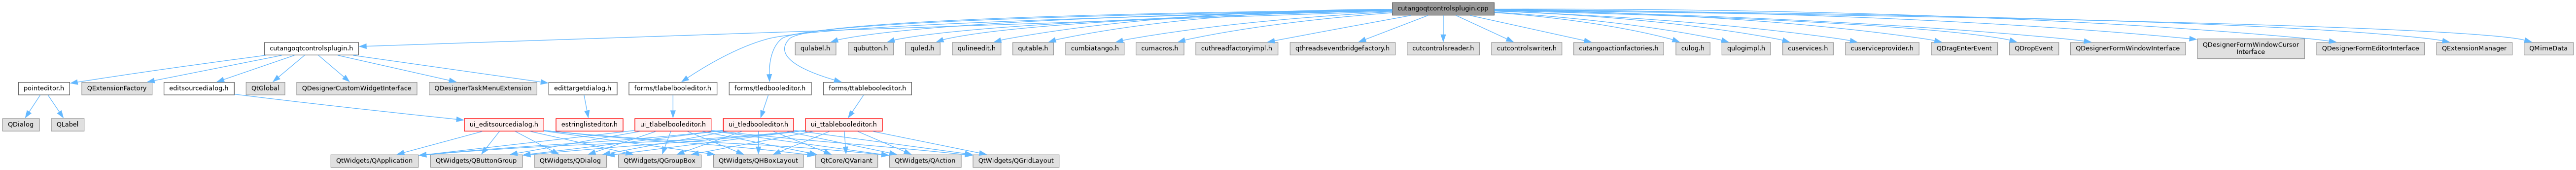 cutangoqtcontrolsplugin.cpp
cutangoqtcontrolsplugin.h
qulabel.h
qubutton.h
quled.h
qulineedit.h
qutable.h
cumbiatango.h
cumacros.h
cuthreadfactoryimpl.h
qthreadseventbridgefactory.h
cutcontrolsreader.h
cutcontrolswriter.h
cutangoactionfactories.h
culog.h
qulogimpl.h
cuservices.h
cuserviceprovider.h
QDragEnterEvent
QDropEvent
QDesignerFormWindowInterface
QDesignerFormWindowCursor
Interface
QDesignerFormEditorInterface
QExtensionManager
QMimeData
pointeditor.h
QExtensionFactory
editsourcedialog.h
QtGlobal
QDesignerCustomWidgetInterface
QDesignerTaskMenuExtension
edittargetdialog.h
forms/tlabelbooleditor.h
forms/tledbooleditor.h
forms/ttablebooleditor.h
QDialog
QLabel
ui_editsourcedialog.h
estringlisteditor.h
ui_tlabelbooleditor.h
ui_tledbooleditor.h
ui_ttablebooleditor.h
QtWidgets/QApplication
QtWidgets/QButtonGroup
QtWidgets/QDialog
QtWidgets/QGroupBox
QtWidgets/QHBoxLayout
QtCore/QVariant
QtWidgets/QAction
QtWidgets/QGridLayout